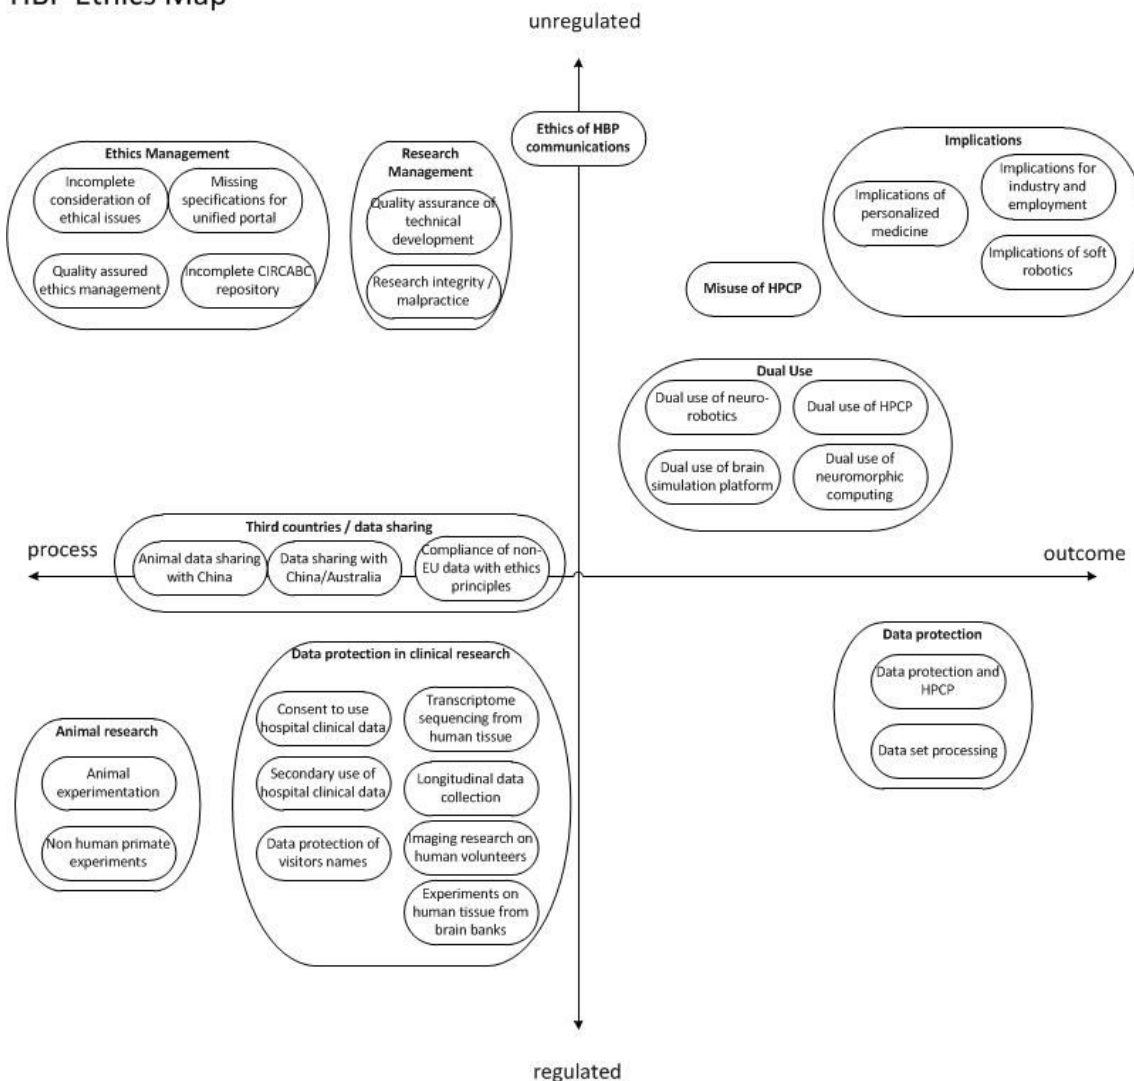 HBP Ethics Map
unregulated
Ethics of HBP
communications
Ethics Management
Incomplete
consideration of
ethical issues
Missing
specifications for
unified portal
Quality assured
ethics management
Incomplete CIRCABC
repository
Research
Management
Quality assurance of
technical
development
Research integrity /
malpractice
Implications
Implications of
personalized
medicine
Implications for
industry and
employment
Implications of soft
robotics
Misuse of HPCP
Dual Use
Dual use of neuro-
robotics
Dual use of HPCP
Dual use of brain
simulation platform
Dual use of
neuromorphic
computing
process
Third countries / data sharing
Animal data sharing
with China
Data sharing with
China/Australia
Compliance of non-
EU data with ethics
principles
outcome
Data protection in clinical research
Consent to use
hospital clinical data
Secondary use of
hospital clinical data
Data protection of
visitors names
Transcriptome
sequencing from
human tissue
Longitudinal data
collection
Imaging research on
human volunteers
Experiments on
human tissue from
brain banks
Animal research
Animal
experimentation
Non human primate
experiments
Data protection
Data protection and
HPCP
Data set processing
regulated